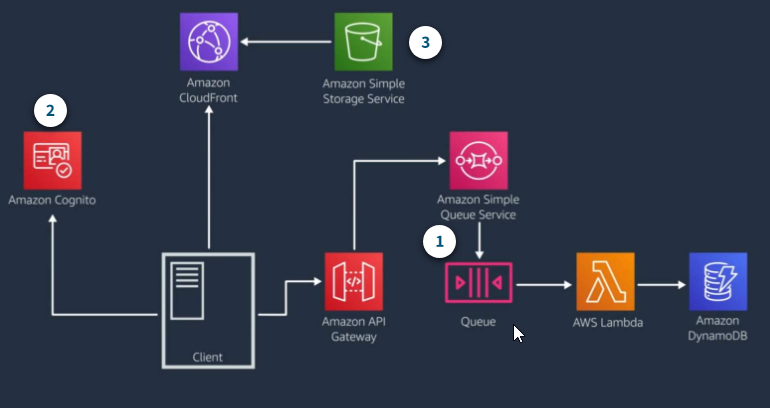 3
Amazon
CloudFront
Amazon Simple
Storage Service
2
Amazon Cognito
Amazon Simple
Queue Service
1
</>
Amazon API
Gateway
Queue
AWS Lambda
Amazon
DynamoDB
Client